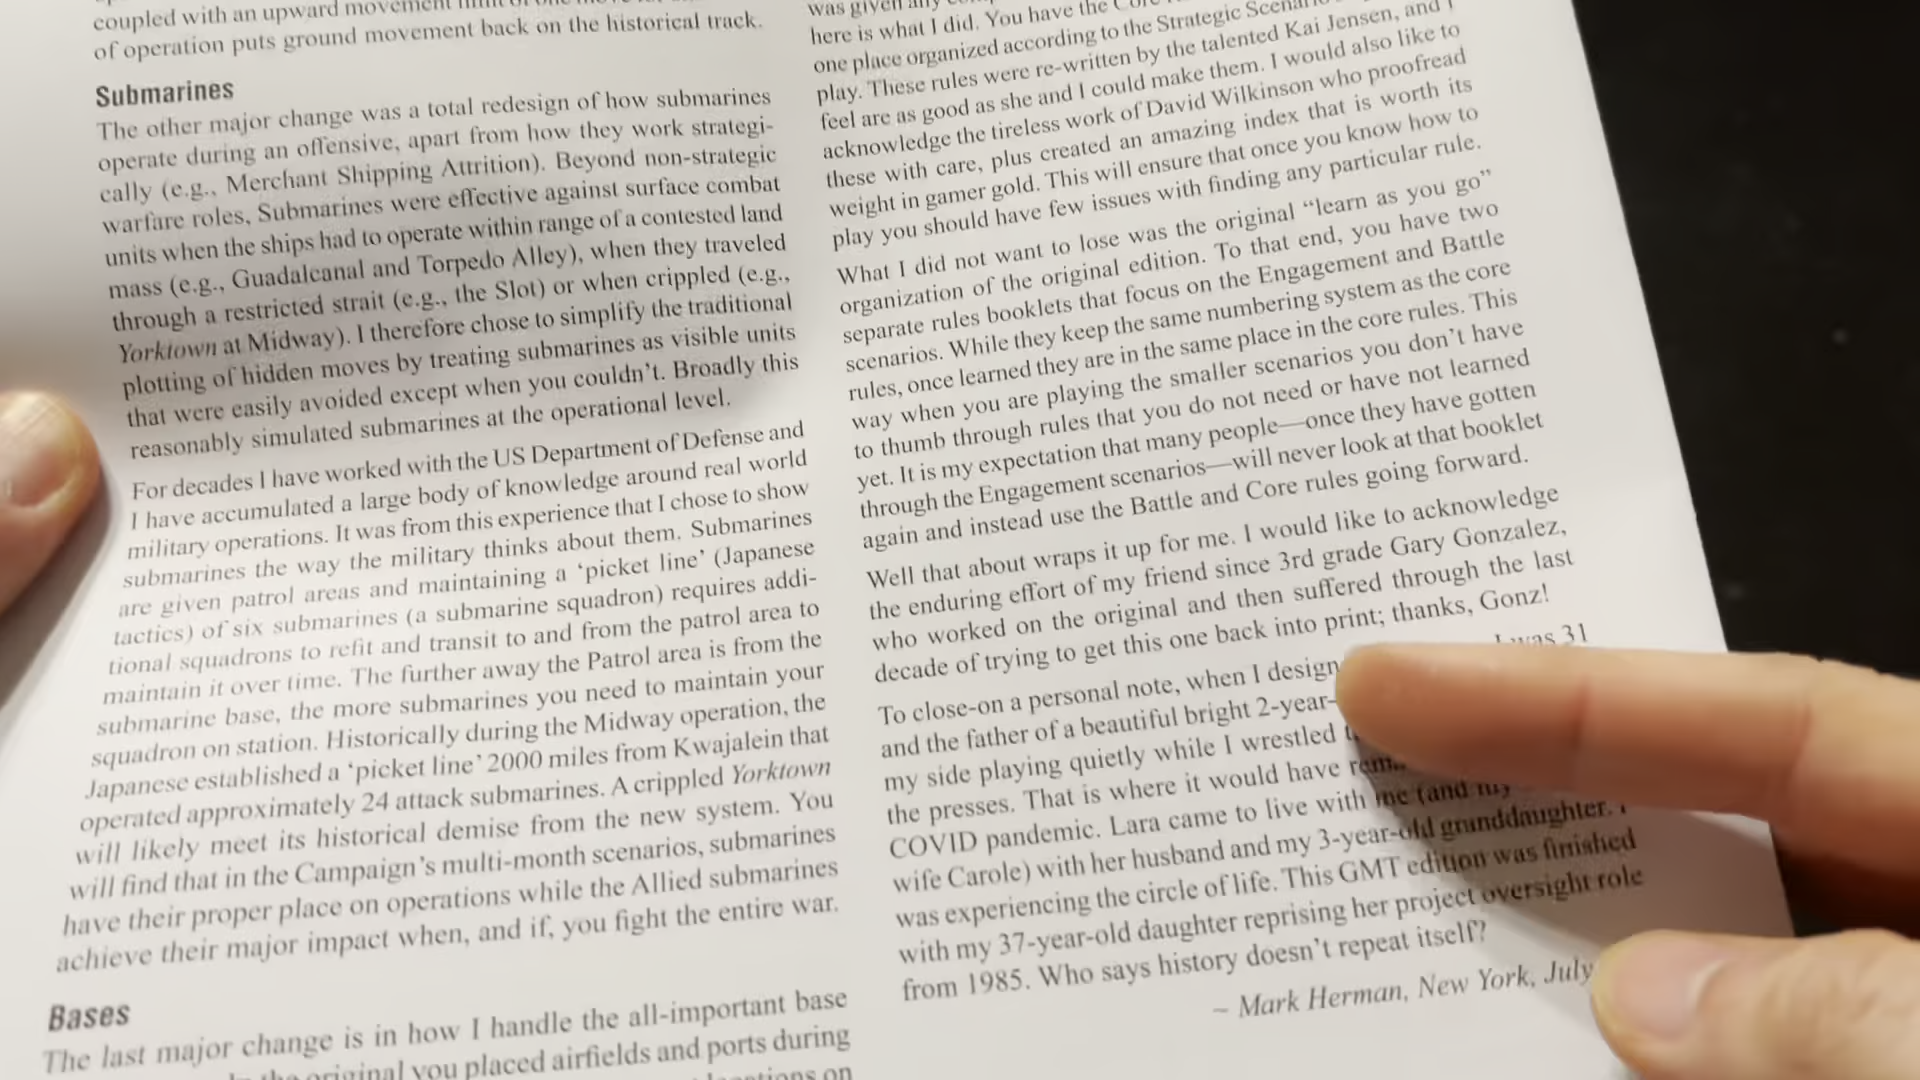 coupled with an upward movement limit of one move
of operation puts ground movement back on the historical track.
Submarines
The other major change was a total redesign of how submarines
operate during an offensive, apart from how they work strategi-
cally (e.g., Merchant Shipping Attrition). Beyond non-strategic
warfare roles, Submarines were effective against surface combat
units when the ships had to operate within range of a contested land
mass (e.g., Guadalcanal and Torpedo Alley), when they traveled
through a restricted strait (e.g., the Slot) or when crippled (e.g.,
Yorktown at Midway). I therefore chose to simplify the traditional
plotting of hidden moves by treating submarines as visible units
that were easily avoided except when you couldn't. Broadly this
reasonably simulated submarines at the operational level.
For decades I have worked with the US Department of Defense and
I have accumulated a large body of knowledge around real world
military operations. It was from this experience that I chose to show
submarines the way the military thinks about them. Submarines
are given patrol areas and maintaining a ‘picket line’ (Japanese
tactics) of six submarines (a submarine squadron) requires addi-
tional squadrons to refit and transit to and from the patrol area to
maintain it over time. The further away the Patrol area is from the
submarine base, the more submarines you need to maintain your
squadron on station. Historically during the Midway operation, the
Japanese established a ‘picket line’ 2000 miles from Kwajalein that
operated approximately 24 attack submarines. A crippled Yorktown
will likely meet its historical demise from the new system. You
will find that in the Campaign's multi-month scenarios, submarines
have their proper place on operations while the Allied submarines
achieve their major impact when, and if, you fight the entire war.
Bases
The last major change is in how I handle the all-important base
the original you placed airfields and ports during
on
was given any
here is what I did. You have the
one place organized according to the Strategic
play. These rules were re-written by the talented Kai Jensen, and I
feel are as good as she and I could make them. I would also like to
acknowledge the tireless work of David Wilkinson who proofread
these with care, plus created an amazing index that is worth its
weight in gamer gold. This will ensure that once you know how to
play you should have few issues with finding any particular rule.
What I did not want to lose was the original “learn as you go”
organization of the original edition. To that end, you have two
separate rules booklets that focus on the Engagement and Battle
scenarios. While they keep the same numbering system as the core
rules, once learned they are in the same place in the core rules. This
way when you are playing the smaller scenarios you don't have
to thumb through rules that you do not need or have not learned
yet. It is my expectation that many people—once they have gotten
through the Engagement scenarios—will never look at that booklet
again and instead use the Battle and Core rules going forward.
Well that about wraps it up for me. I would like to acknowledge
the enduring effort of my friend since 3rd grade Gary Gonzalez,
who worked on the original and then suffered through the last
decade of trying to get this one back into print; thanks, Gonz!
To close-on a personal note, when I design I was 31
and the father of a beautiful bright 2-year-
my side playing quietly while I wrestled
the presses. That is where it would have
COVID pandemic. Lara came to live with me (and my
wife Carole) with her husband and my 3-year-old granddaughter. I
was experiencing the circle of life. This GMT edition was finished
with my 37-year-old daughter reprising her project oversight role
from 1985. Who says history doesn't repeat itself?
~ Mark Herman, New York, July